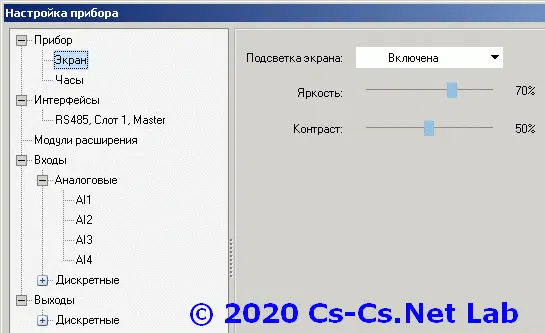 Настройка прибора
Прибор
Экран
Часы
Интерфейсы
RS485, Слот 1, Master
Модули расширения
Входы
Аналоговые
AI1
AI2
AI3
AI4
Дискретные
Выходы
Дискретные
Подсветка экрана: Включена
Яркость: 70%
Контраст: 50%
© 2020 Cs-Cs.Net Lab